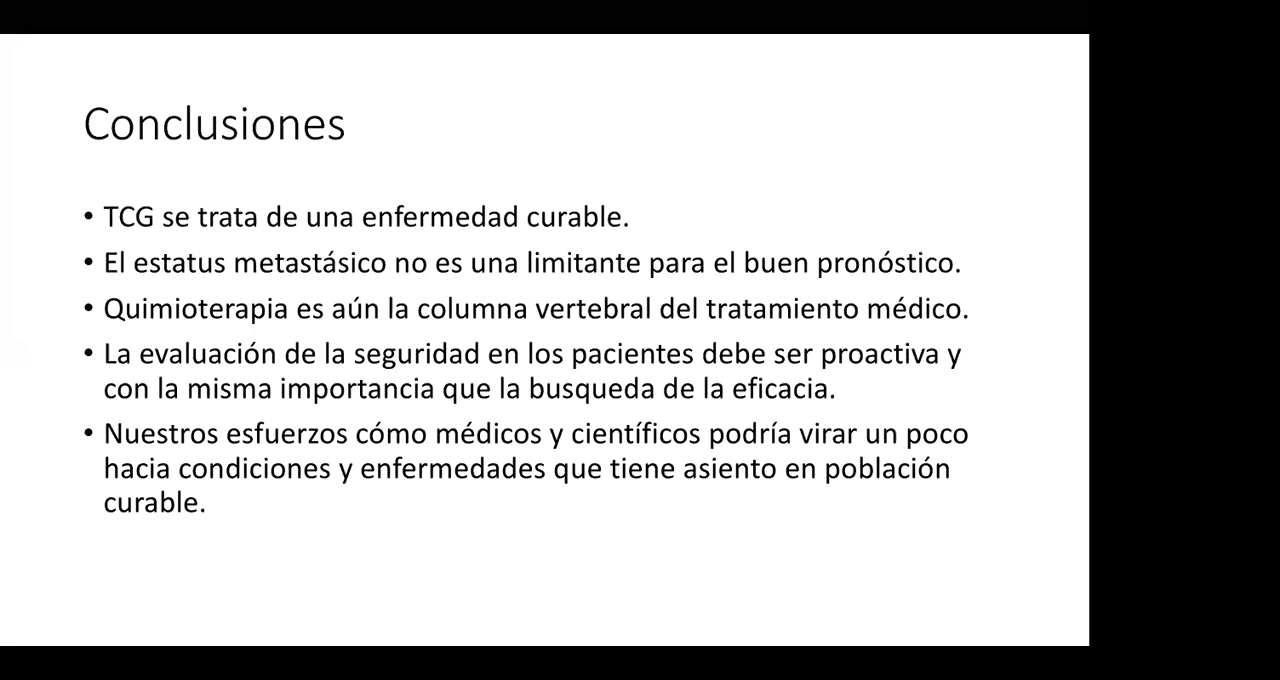 Conclusiones
• TCG se trata de una enfermedad curable.
• El estatus metastásico no es una limitante para el buen pronóstico.
• Quimioterapia es aún la columna vertebral del tratamiento médico.
• La evaluación de la seguridad en los pacientes debe ser proactiva y
con la misma importancia que la busqueda de la eficacia.
• Nuestros esfuerzos cómo médicos y científicos podría virar un poco
hacia condiciones y enfermedades que tiene asiento en población
curable.